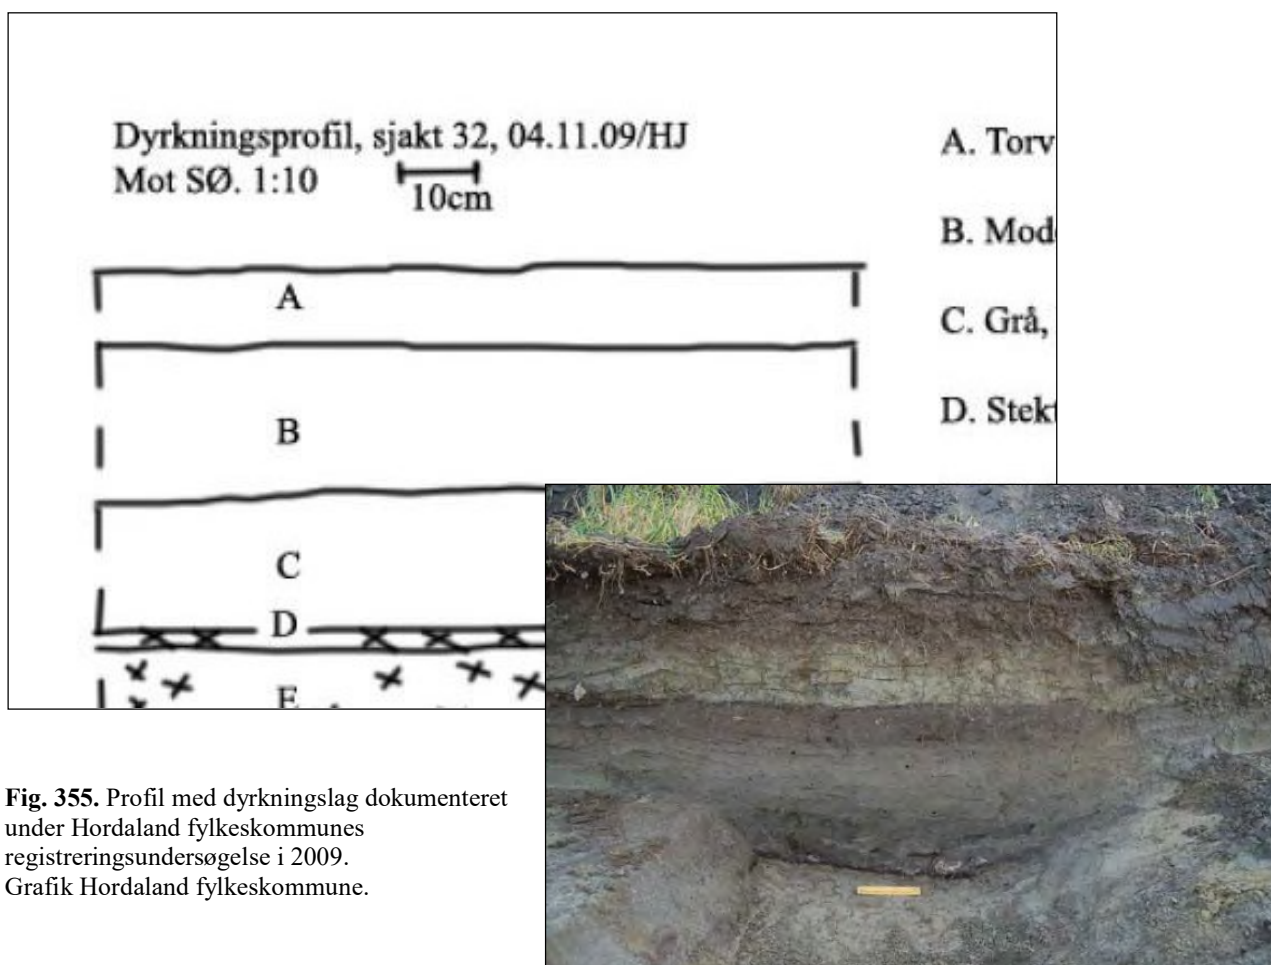 Dyrkningsprofil, sjakt 32, 04.11.09/HJ
Mot SØ. 1:10
10cm
A. Torv
B. Mod
C. Grå,
D. Stekt
A
B
C
D
E
Fig. 355. Profil med dyrkningslag dokumenteret
under Hordaland fylkeskommunes
registreringsundersøgelse i 2009.
Grafik Hordaland fylkeskommune.